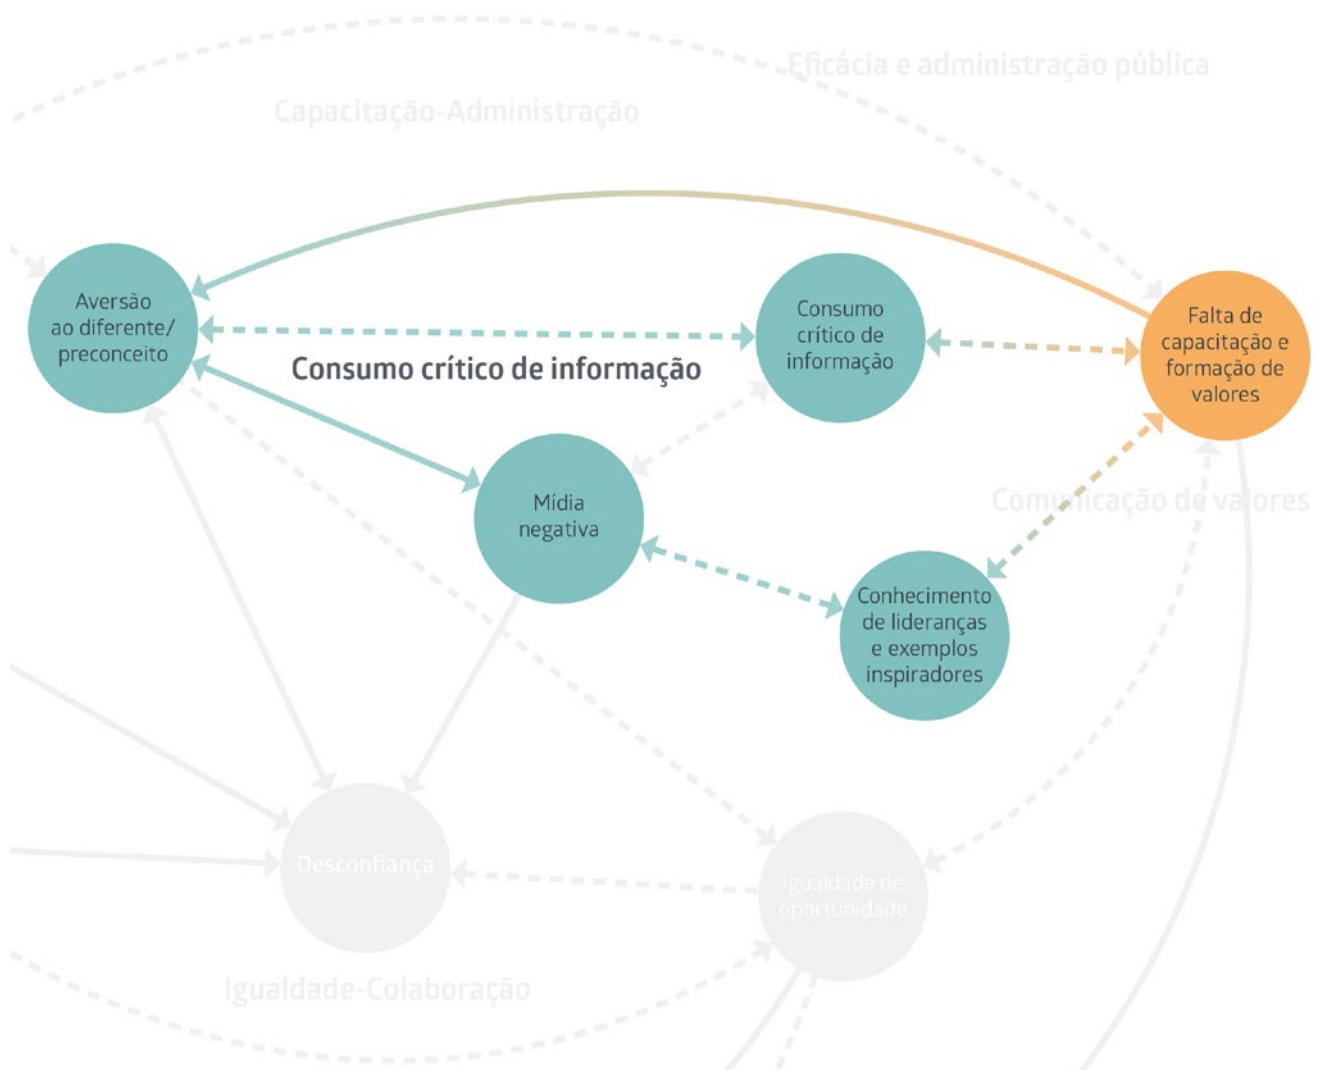 Eficácia e administração pública
Capacitação-Administração
Aversão
ao diferente/
preconceito
Consumo
crítico de
informação
Falta de
capacitação e
formação de
valores
Consumo crítico de informação
Mídia
negativa
Comunicação de valores
Conhecimento
de lideranças
e exemplos
inspiradores
Desconfiança
Igualdade de
oportunidade
Igualdade-Colaboração